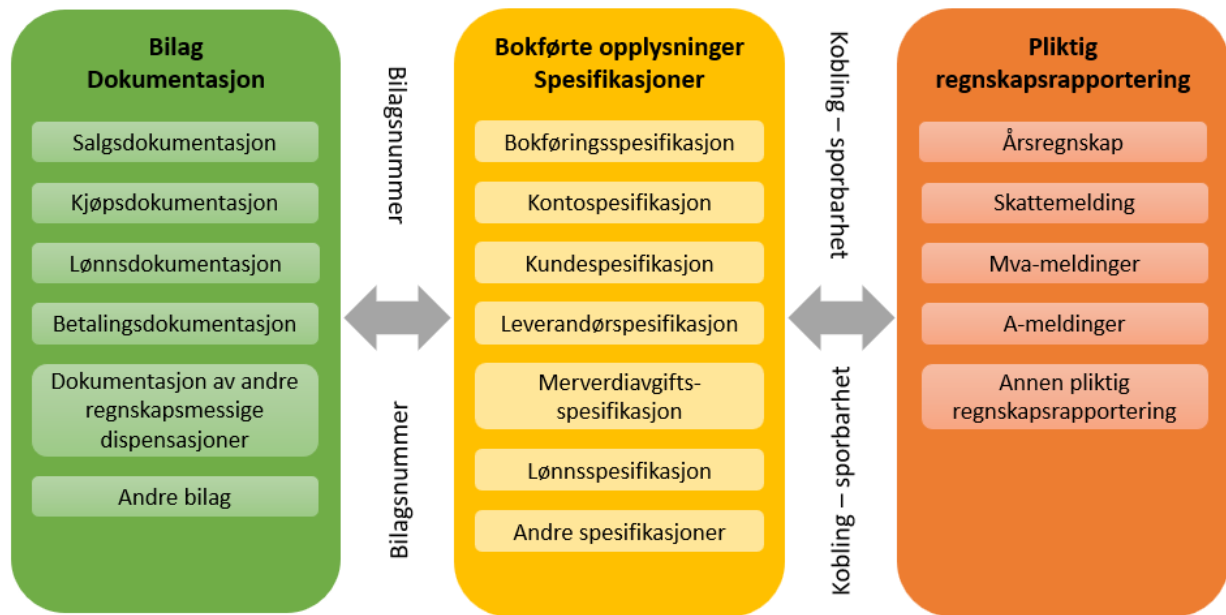 Bilag
Dokumentasjon
Salgsdokumentasjon
Kjøpsdokumentasjon
Lønnsdokumentasjon
Betalingsdokumentasjon
Dokumentasjon av andre
regnskapsmessige
dispensasjoner
Andre bilag
Bilagsnummmer
Bilagsnummer
Bokførte opplysninger
Spesifikasjoner
Bokføringsspesifikasjon
Kontospesifikasjon
Kundespesifikasjon
Leverandørspesifikasjon
Merverdiavgifts-
spesifikasjon
Lønnsspesifikasjon
Andre spesifikasjoner
Kobling – sporbarhet
Kobling – sporbarhet
Pliktig
regnskapsrapportering
Årsregnskap
Skattemelding
Mva-meldinger
A-meldinger
Annen pliktig
regnskapsrapportering